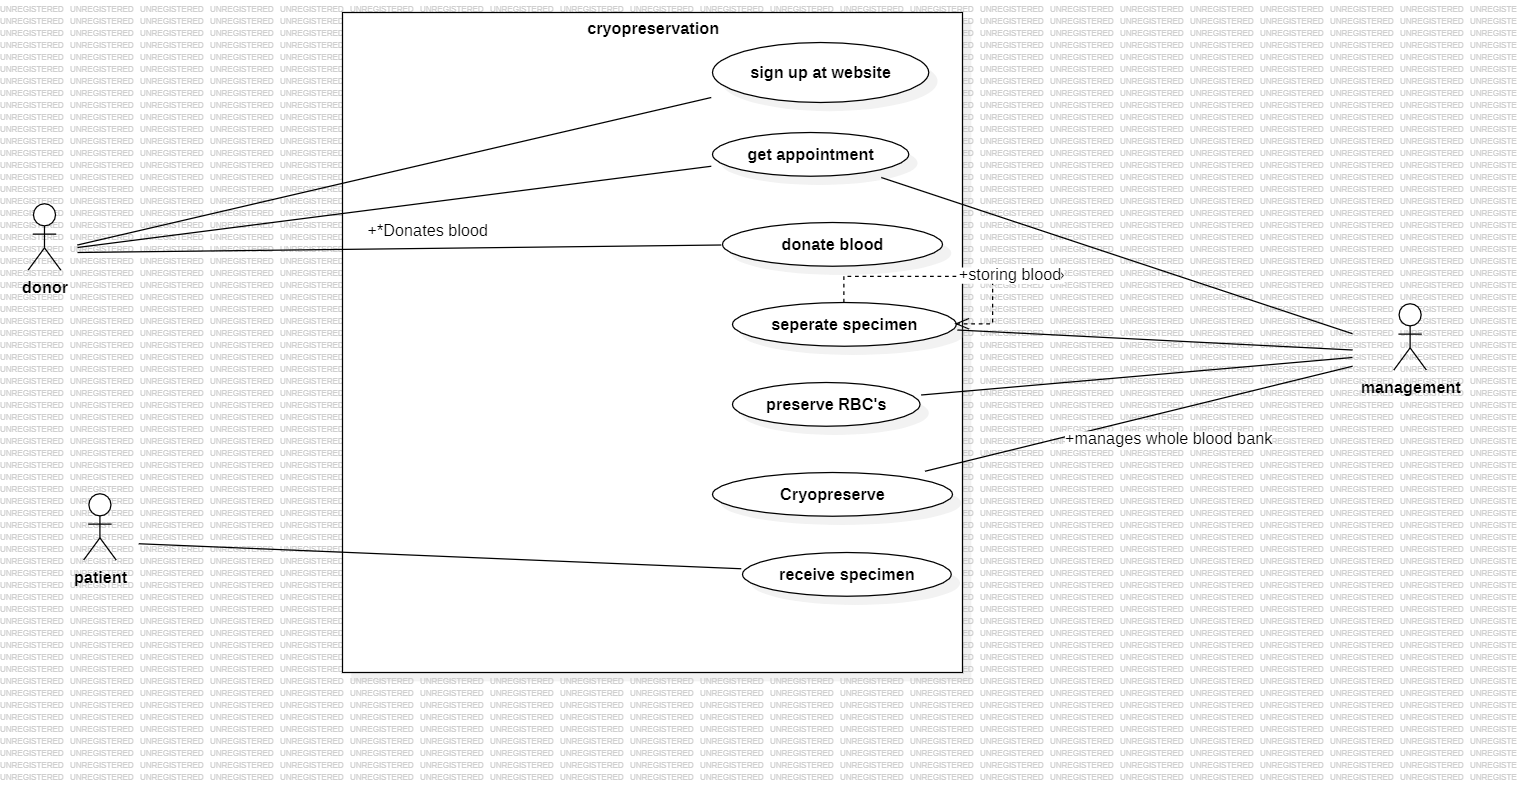 cryopreservation
sign up at website
get appointment
+*Donates blood
donate blood
+storing blood
donor
seperate specimen
management
preserve RBC's
+manages whole blood bank
Cryopreserve
patient
receive specimen
UNREGISTERED